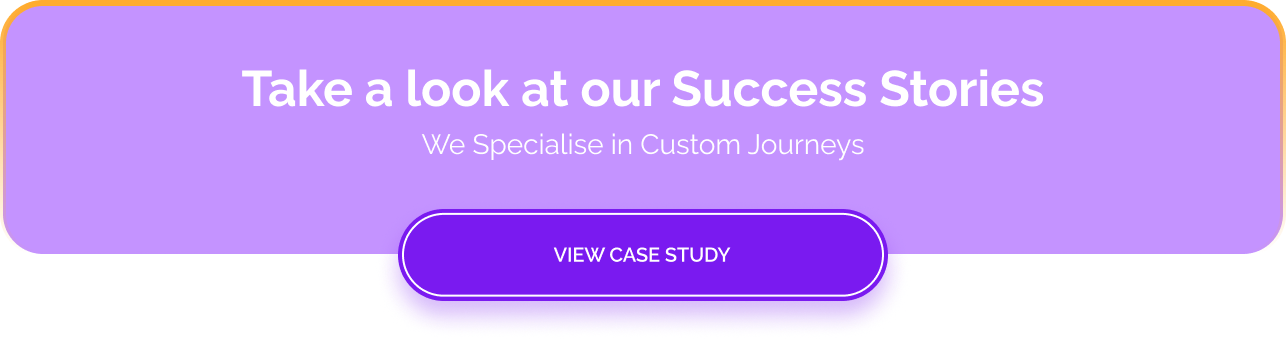 Take a look at our Success Stories
We Specialise in Custom Journeys
VIEW CASE STUDY